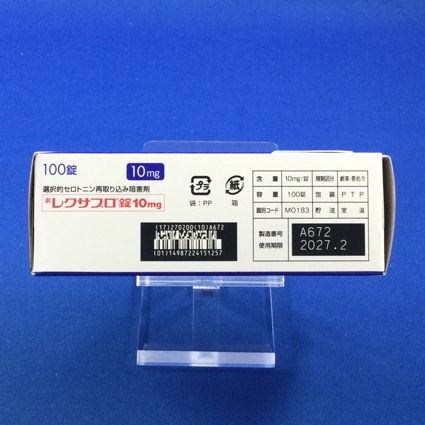 100錠
10mg
選択的セロトニン再取り込み阻害剤
劇 レクサプロ錠10mg
(17)270200(10)A672
(01)14987224151257
プラ
袋：PP
紙
箱
含量 10mg/錠 規制区分 劇薬・要処方
容量 100錠 包装 PTP
識別コード MO183 貯法 室温
製造番号 A672
使用期限 2027.2